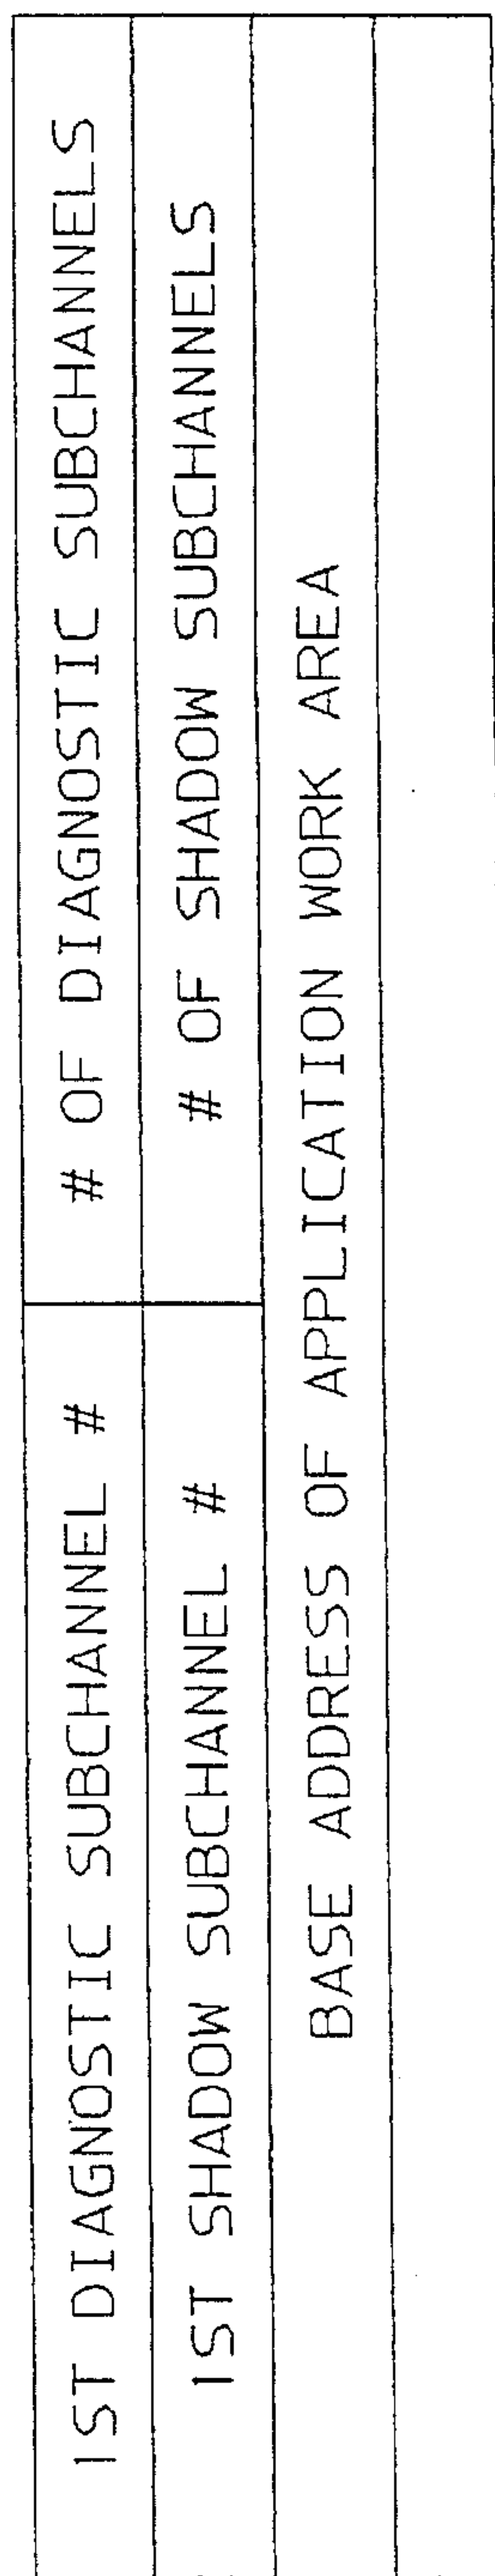 1ST DIAGNOSTIC SUBCHANNEL # # OF DIAGNOSTIC SUBCHANNELS
1ST SHADOW SUBCHANNEL # # OF SHADOW SUBCHANNELS
BASE ADDRESS OF APPLICATION WORK AREA